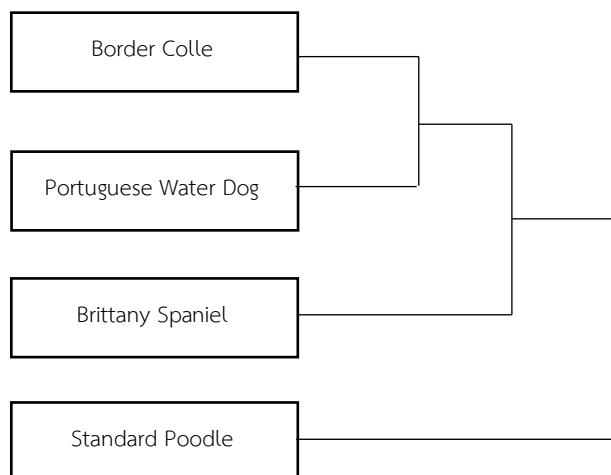 Border Colle
Portuguese Water Dog
Brittany Spaniel
Standard Poodle